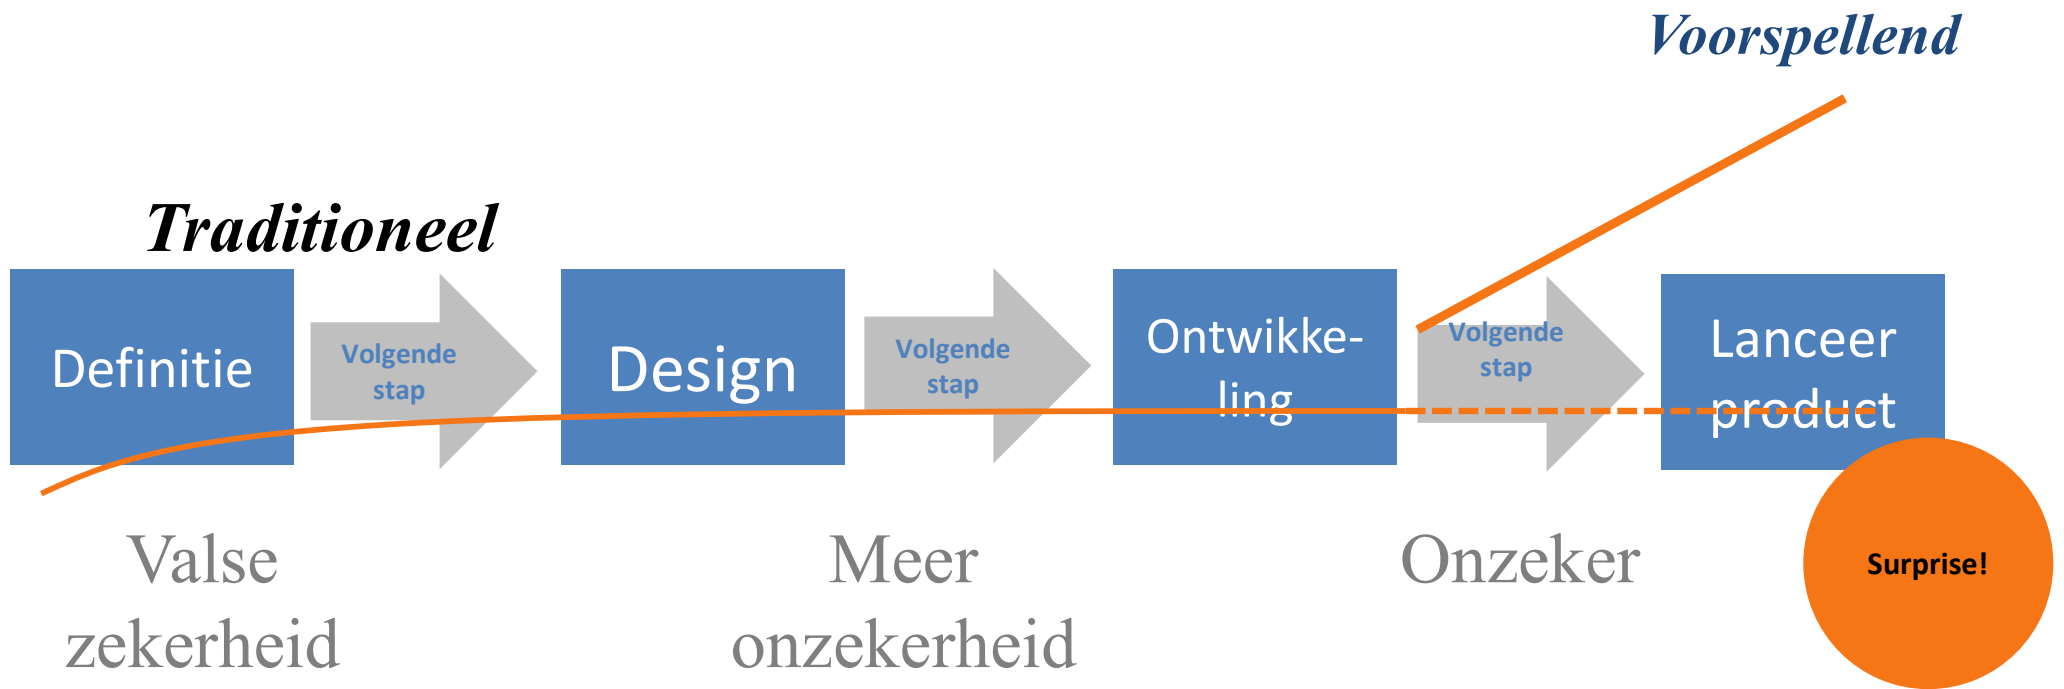 Voorspellend
Traditioneel
Definitie
Volgende
stap
Design
Volgende
stap
Ontwikke-
ling
Volgende
stap
Lanceer
product
Valse
zekerheid
Meer
onzekerheid
Onzeker
Surprise!